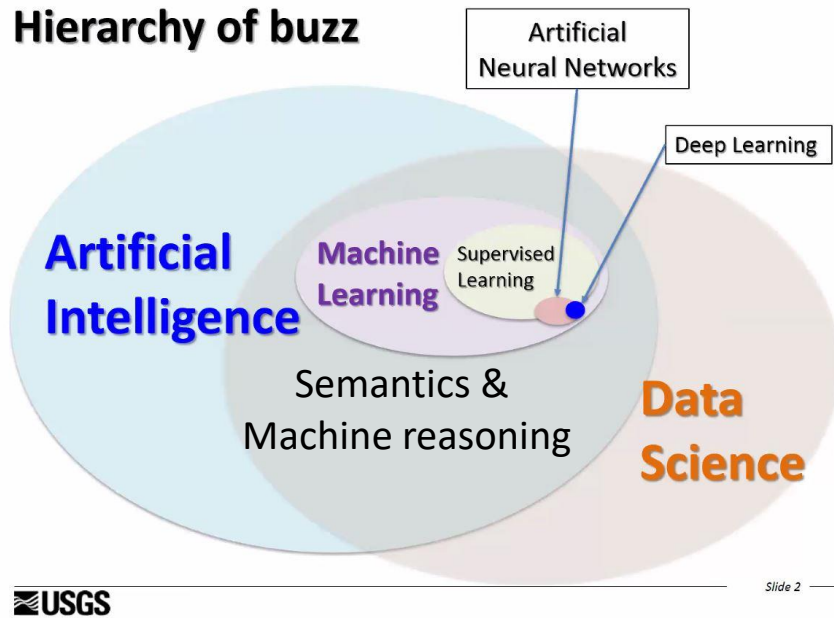 Hierarchy of buzz
Artificial
Neural Networks
Deep Learning
Artificial
Intelligence
Machine
Learning
Supervised
Learning
Semantics &
Machine reasoning
Data
Science
Slide 2
USGS